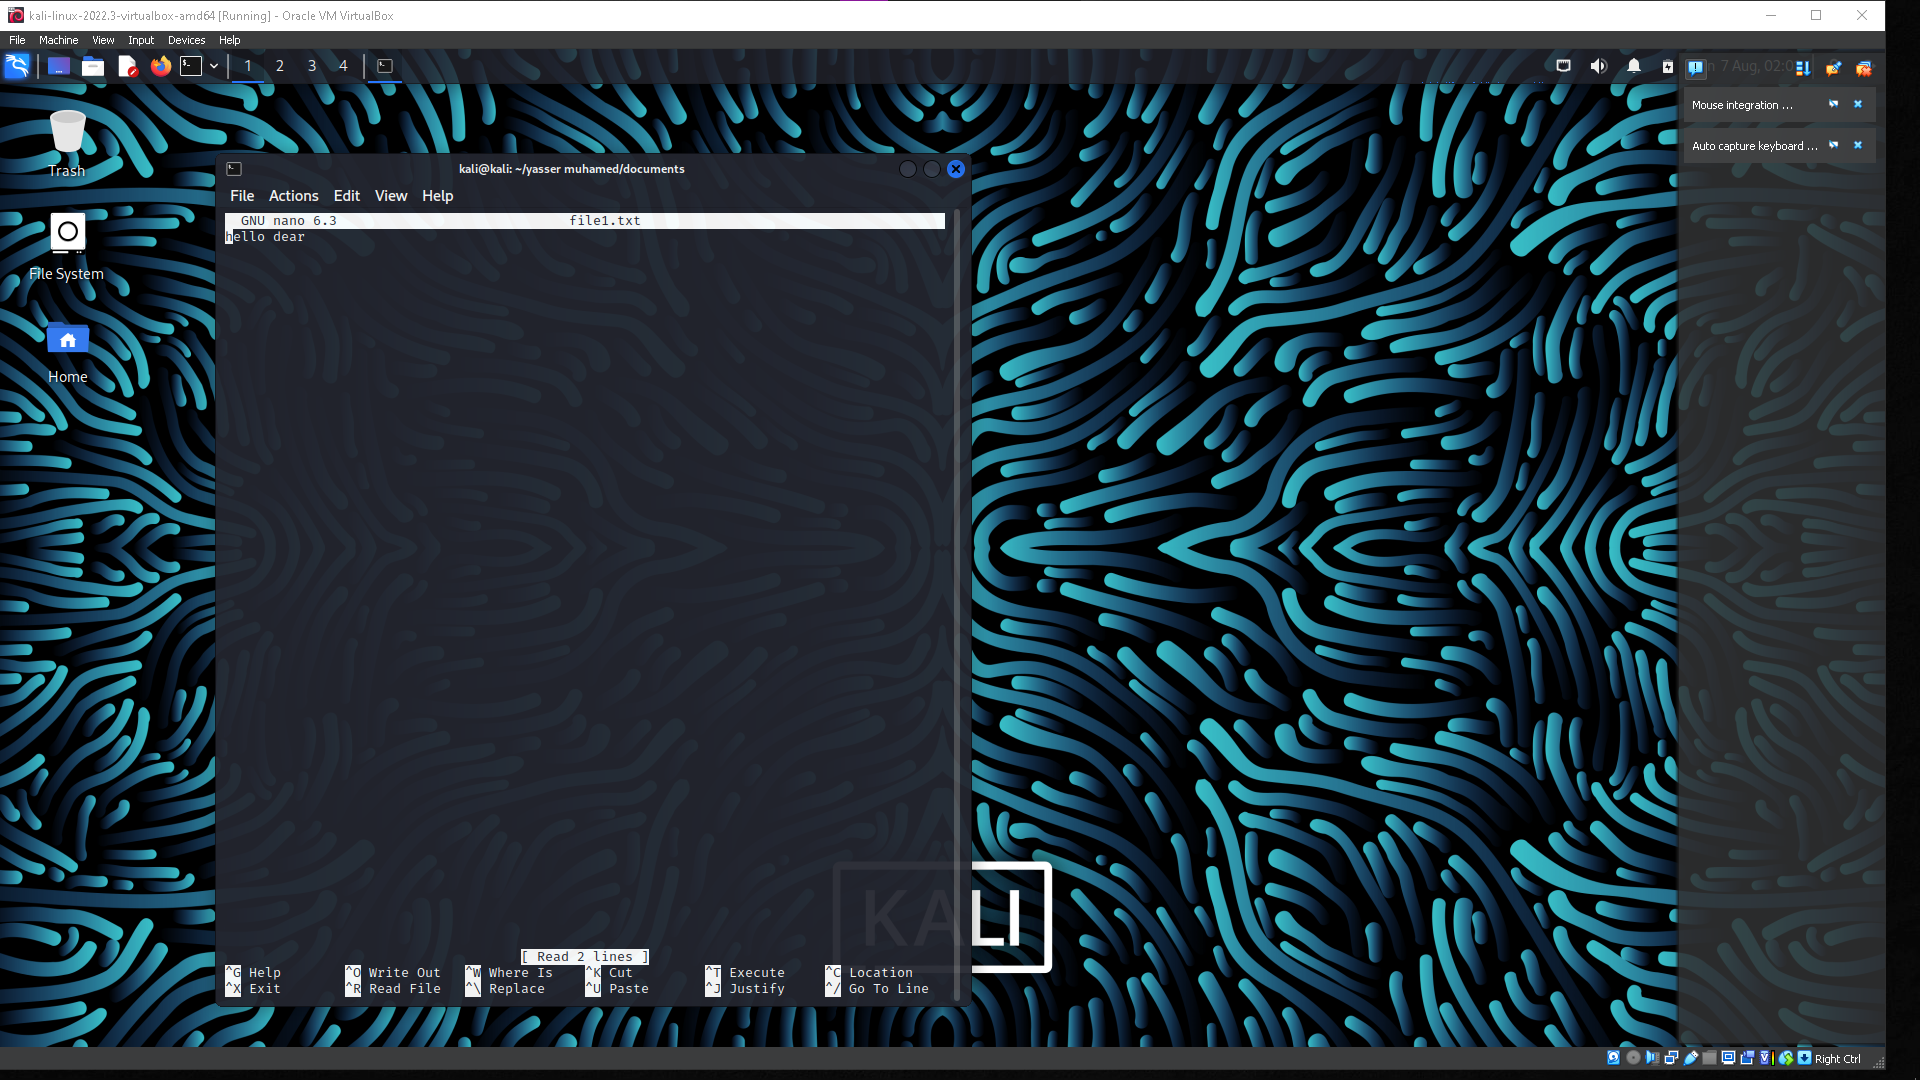 kali-linux-2022.3-virtualbox-amd64 [Running] - Oracle VM VirtualBox
File Machine View Input Devices Help
1 2 3 4
7 Aug, 02:0
Mouse integration ...
Auto capture keyboard ...
Trash
File System
Home
kali@kali: ~/yasser muhamed/documents
File Actions Edit View Help
GNU nano 6.3 file1.txt
hello dear
KALI
[ Read 2 lines ]
^G Help ^O Write Out ^W Where Is ^K Cut ^T Execute ^C Location
^X Exit ^R Read File ^\ Replace ^U Paste ^J Justify ^/ Go To Line
Right Ctrl